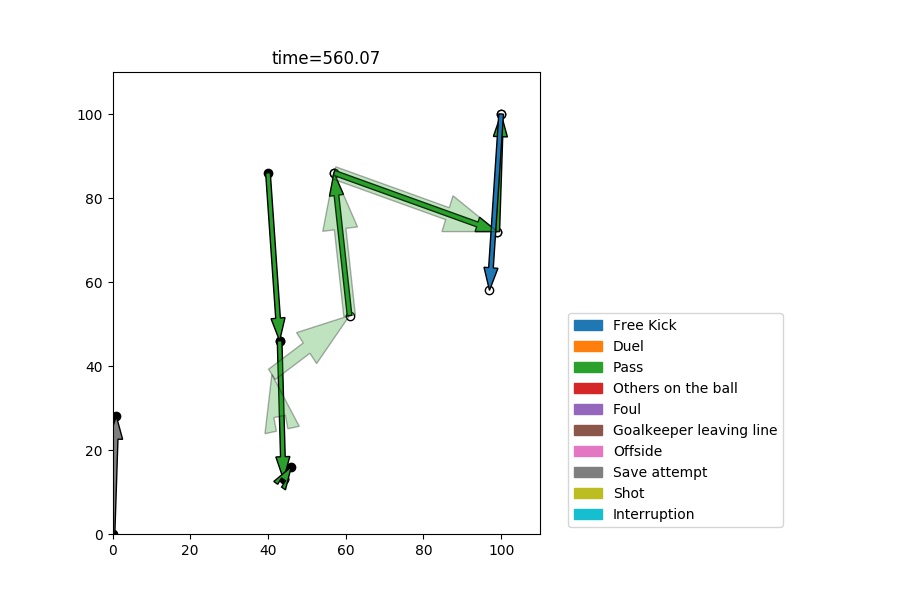 time=560.07
100
80
60
40
20
0
0 20 40 60 80 100
Free Kick
Duel
Pass
Others on the ball
Foul
Goalkeeper leaving line
Offside
Save attempt
Shot
Interruption